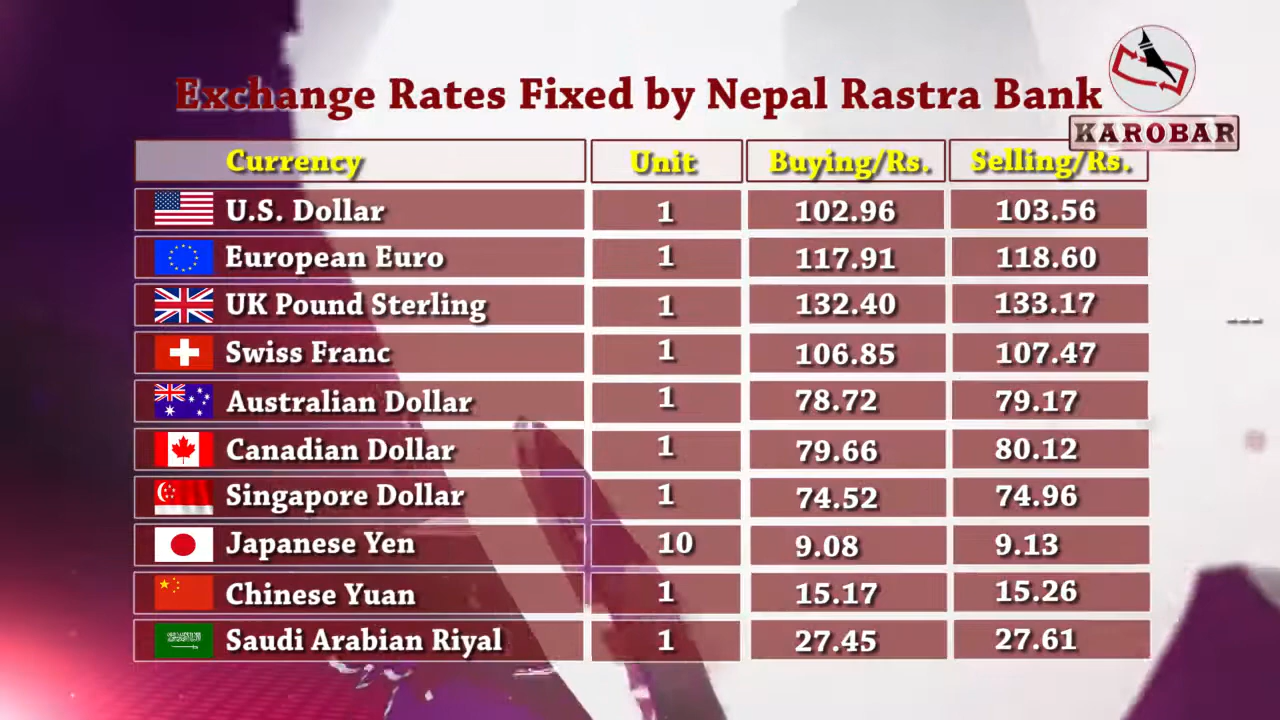 Exchange Rates Fixed by Nepal Rastra Bank
KAROBAR
Currency Unit Buying/Rs. Selling/Rs.
U.S. Dollar 1 102.96 103.56
European Euro 1 117.91 118.60
UK Pound Sterling 1 132.40 133.17
Swiss Franc 1 106.85 107.47
Australian Dollar 1 78.72 79.17
Canadian Dollar 1 79.66 80.12
Singapore Dollar 1 74.52 74.96
Japanese Yen 10 9.08 9.13
Chinese Yuan 1 15.17 15.26
Saudi Arabian Riyal 1 27.45 27.61